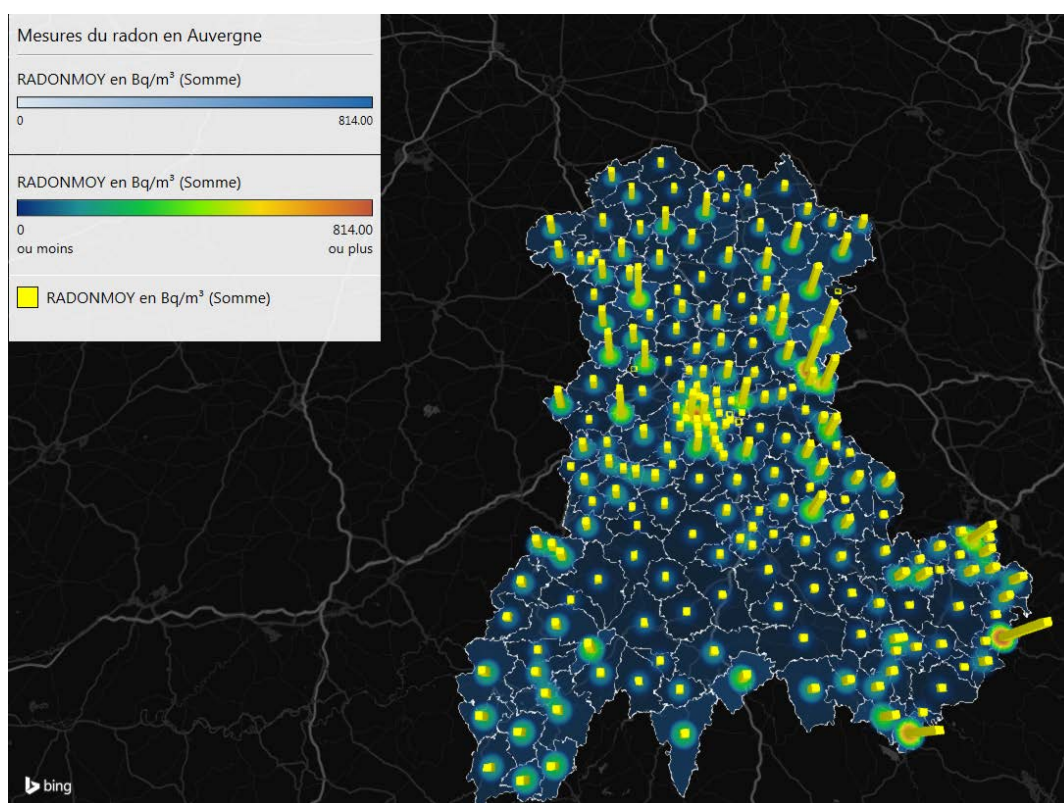 Mesures du radon en Auvergne
RADONMOY en Bq/m³ (Somme)
0 814.00
RADONMOY en Bq/m³ (Somme)
0 814.00
ou moins ou plus
RADONMOY en Bq/m³ (Somme)
bing